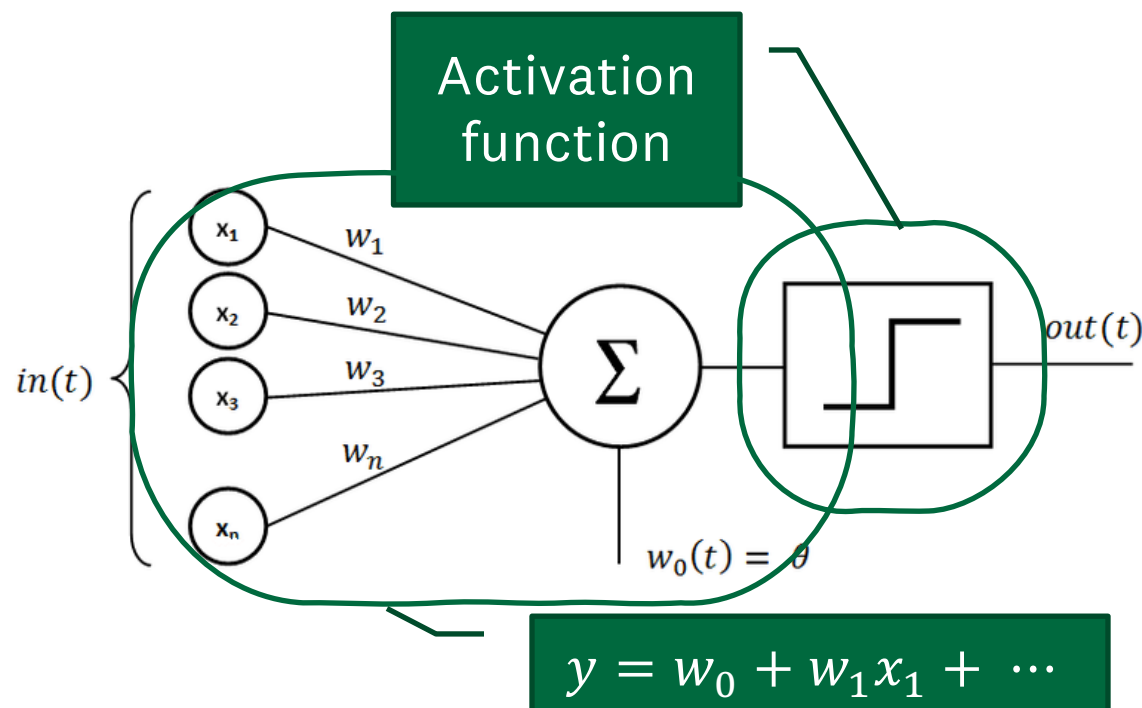 Activation
function
x₁
w₁
x₂
w₂
x₃
w₃
in(t)
Σ
out(t)
wₙ
xₙ
w₀(t) = θ
y = w₀ + w₁x₁ + ⋯